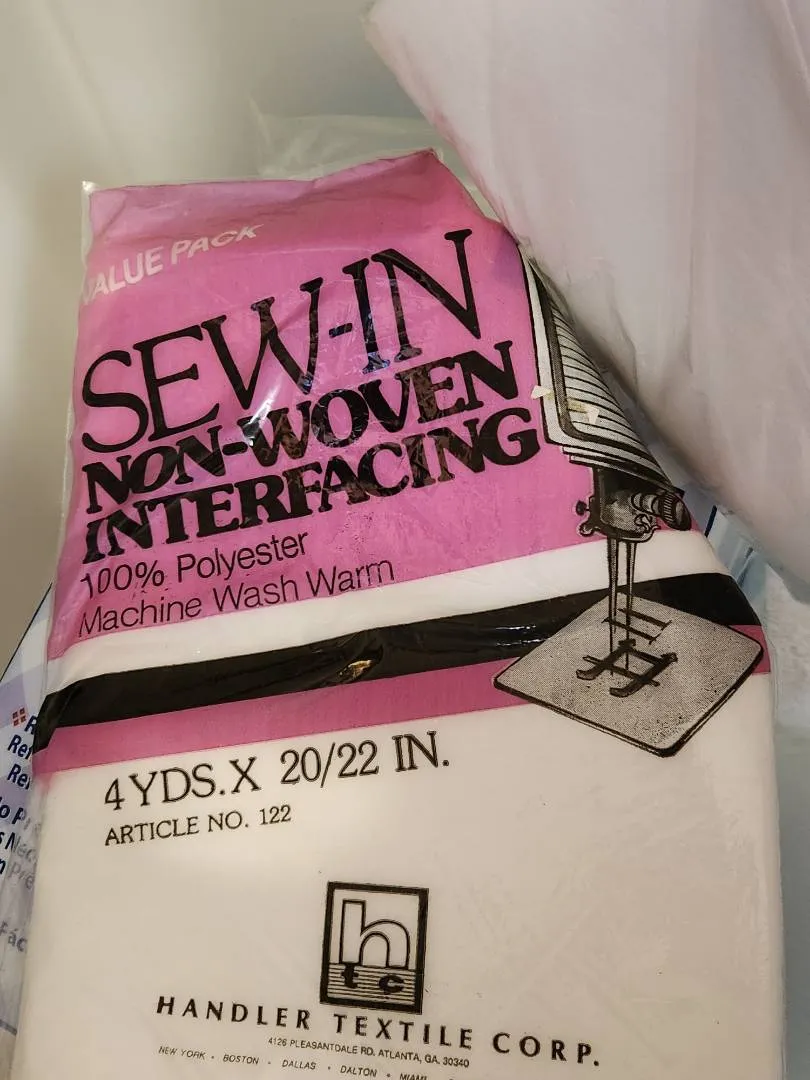 VALUE PACK
SEW-IN
NON-WOVEN
INTERFACING
100% Polyester
Machine Wash Warm
4 YDS. X 20/22 IN.
ARTICLE NO. 122
h
tc
HANDLER TEXTILE CORP.
4126 PLEASANTDALE RD. ATLANTA, GA. 30340
NEW YORK • BOSTON • DALLAS • DALTON • MIAMI